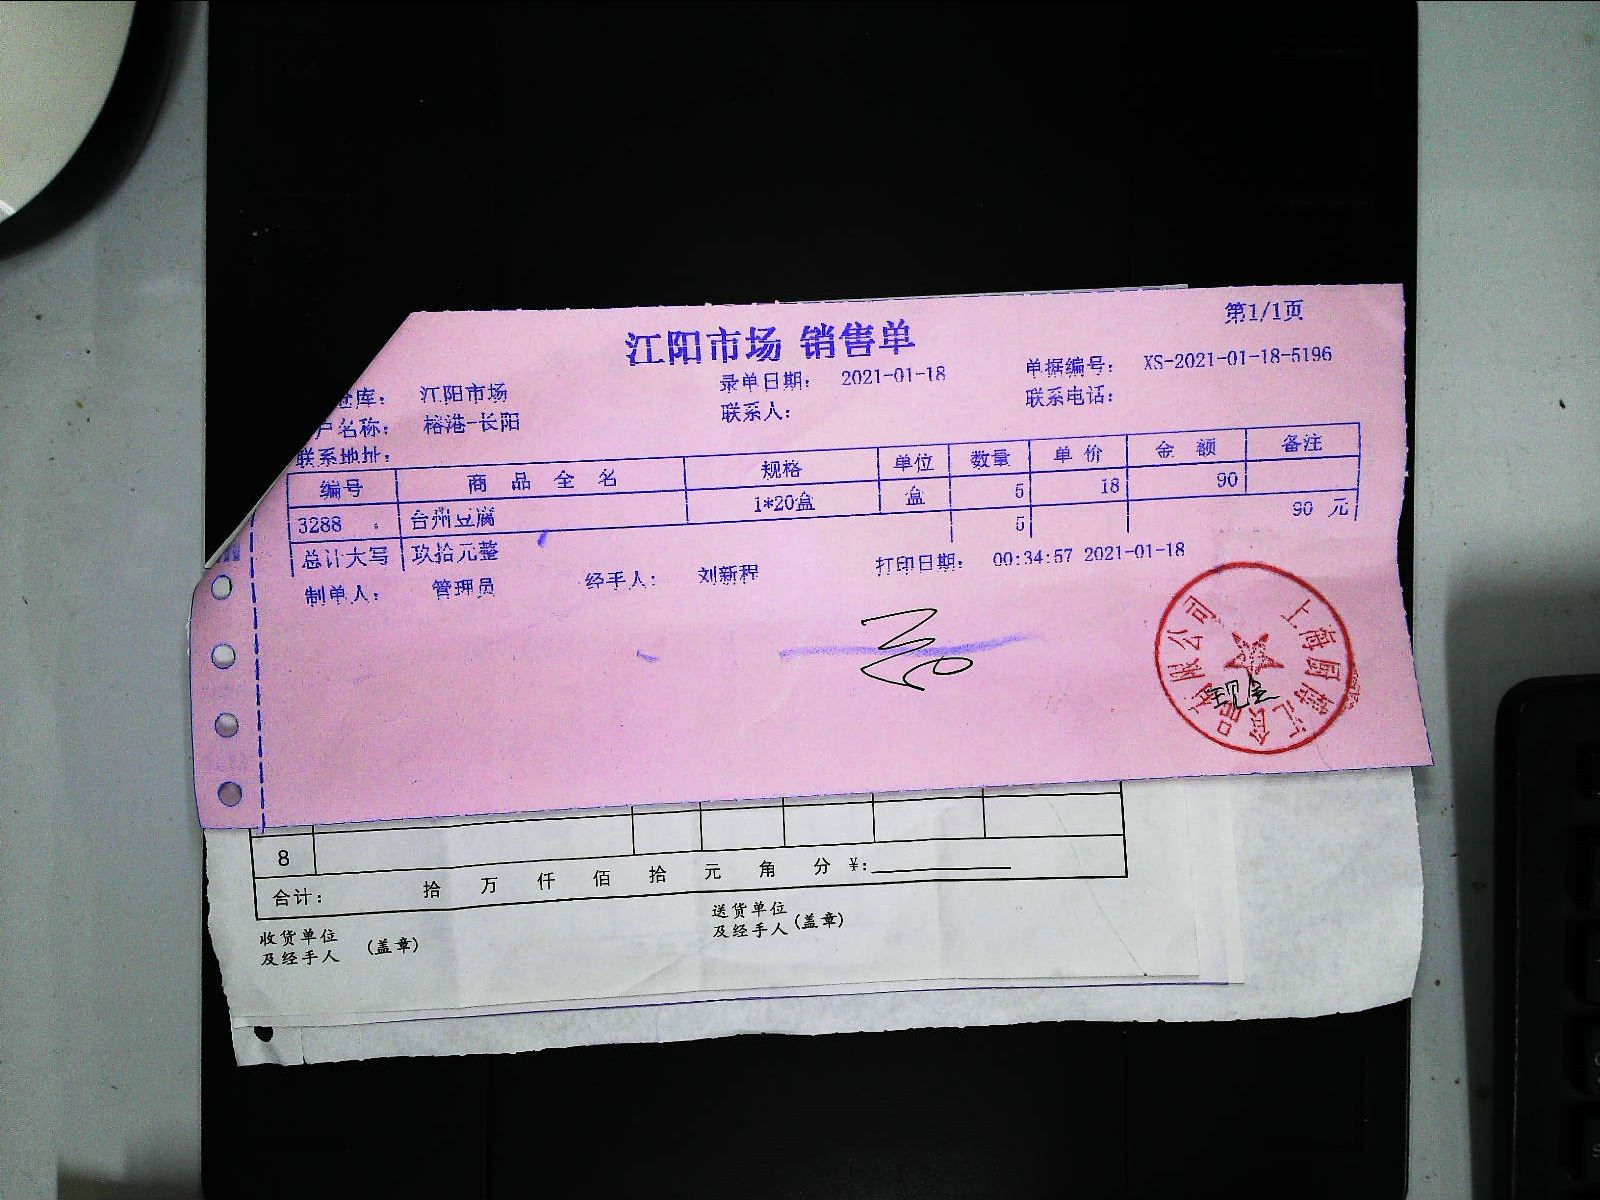 第1/1页
江阳市场 销售单
仓库： 江阳市场 录单日期： 2021-01-18 单据编号： XS-2021-01-18-5196
户名称： 榕港-长阳 联系人： 联系电话：
联系地址：
编号 商品全名 规格 单位 数量 单价 金额 备注
3288 台州豆腐 1*20盒 盒 5 18 90
总计大写 玖拾元整 5 90 元
制单人： 管理员 经手人： 刘新程 打印日期： 00:34:57 2021-01-18
现金
8
合计： 拾 万 仟 佰 拾 元 角 分 ¥:
收货单位及经手人 (盖章) 送货单位及经手人 (盖章)